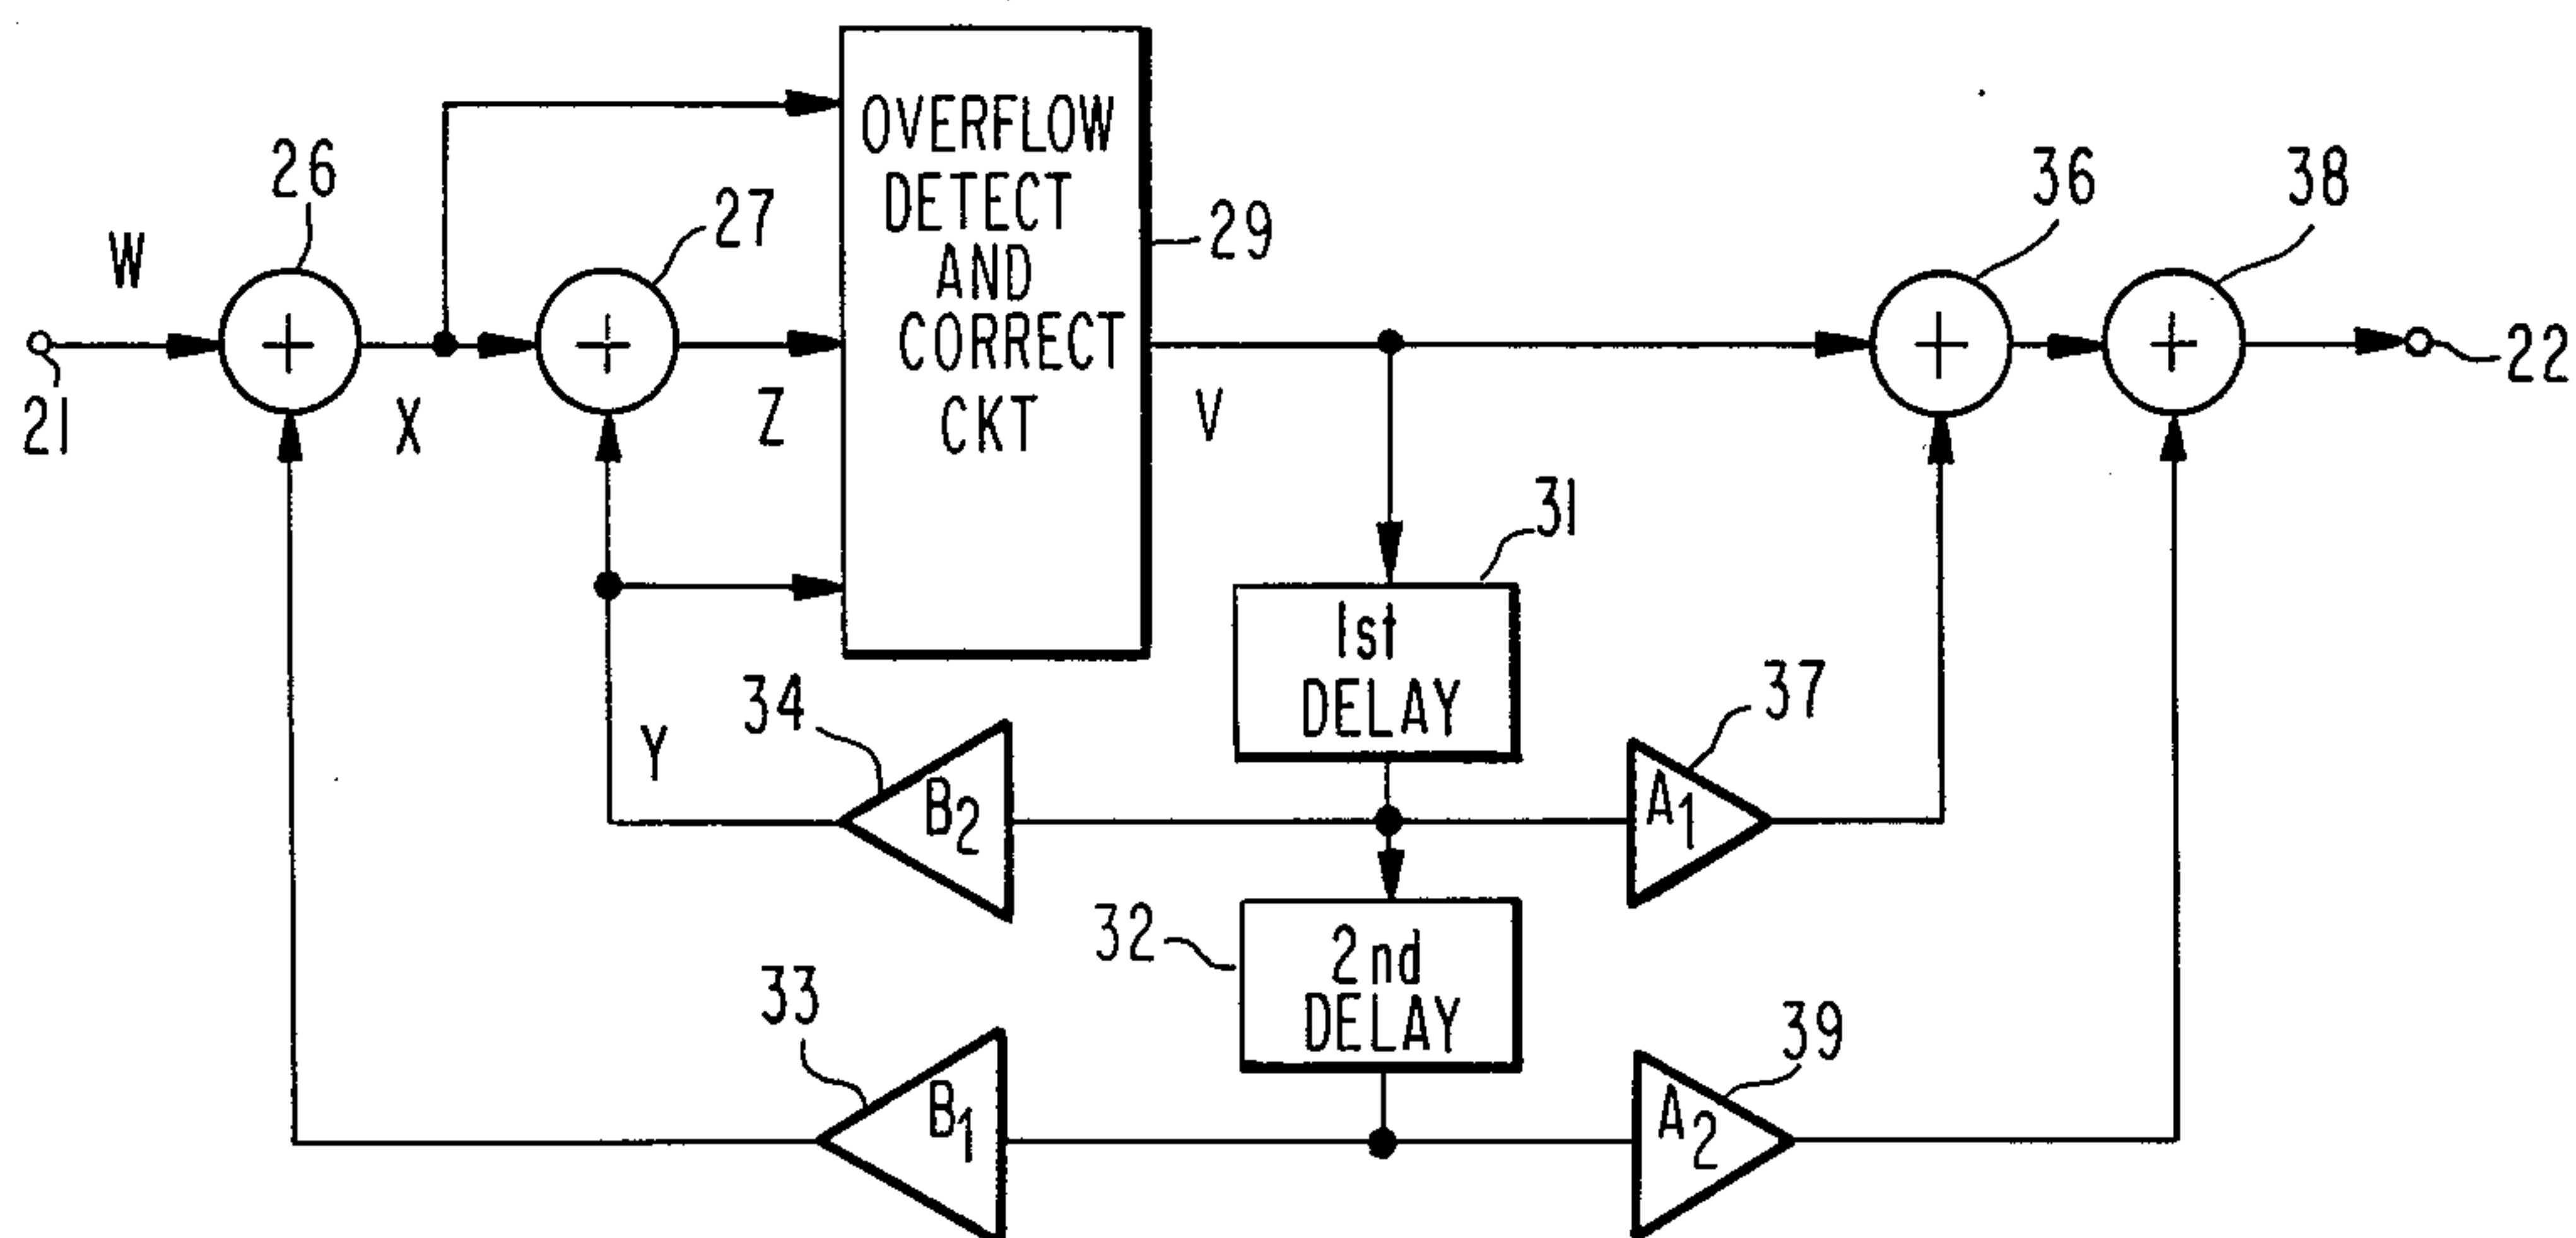 26
W
27
OVERFLOW
DETECT
AND
CORRECT
CKT
29
36
38
21
X
Z
V
22
31
1st
DELAY
34
Y
B2
A1
37
32
2nd
DELAY
33
B1
A2
39